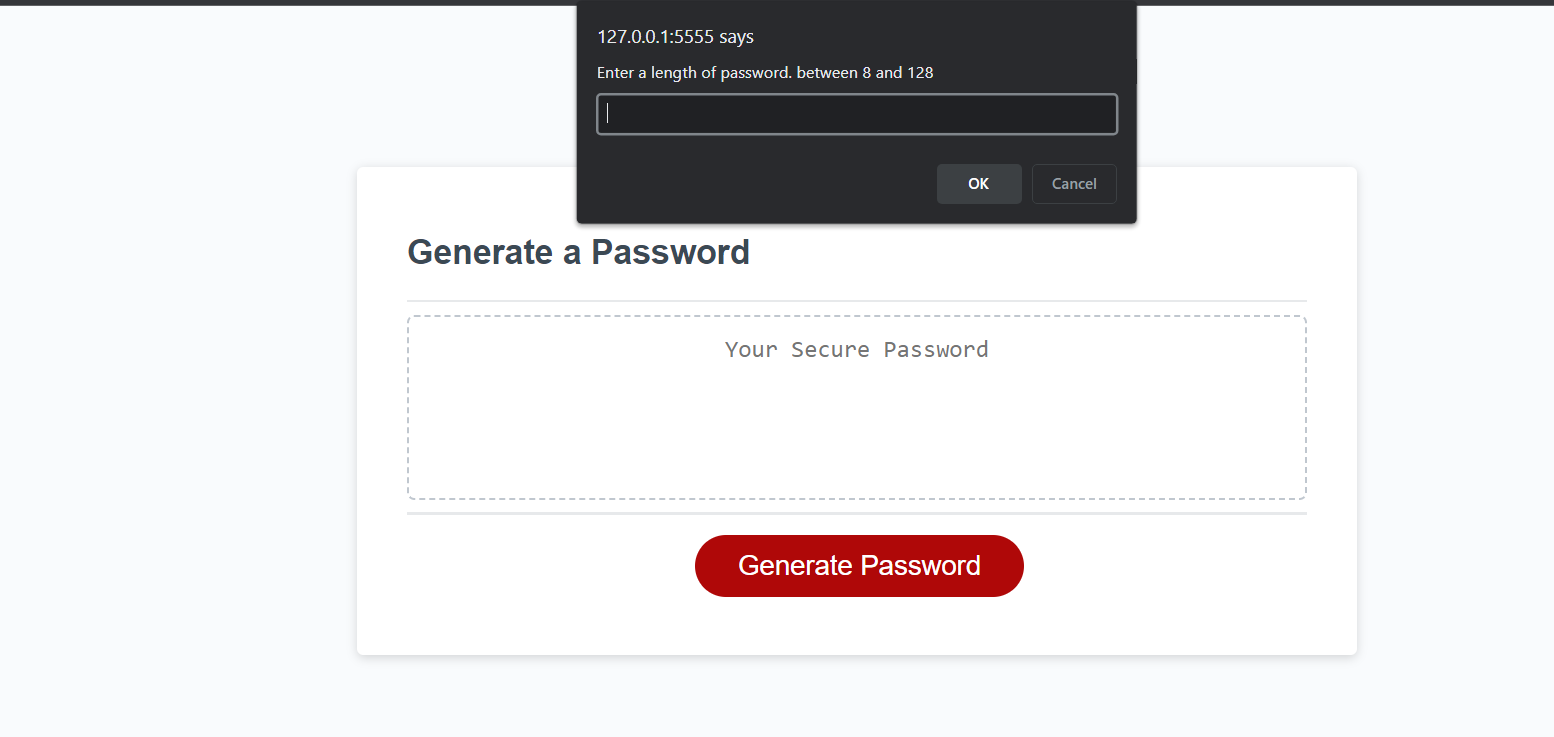 127.0.0.1:5555 says
Enter a length of password. between 8 and 128
OK
Cancel
Generate a Password
Your Secure Password
Generate Password